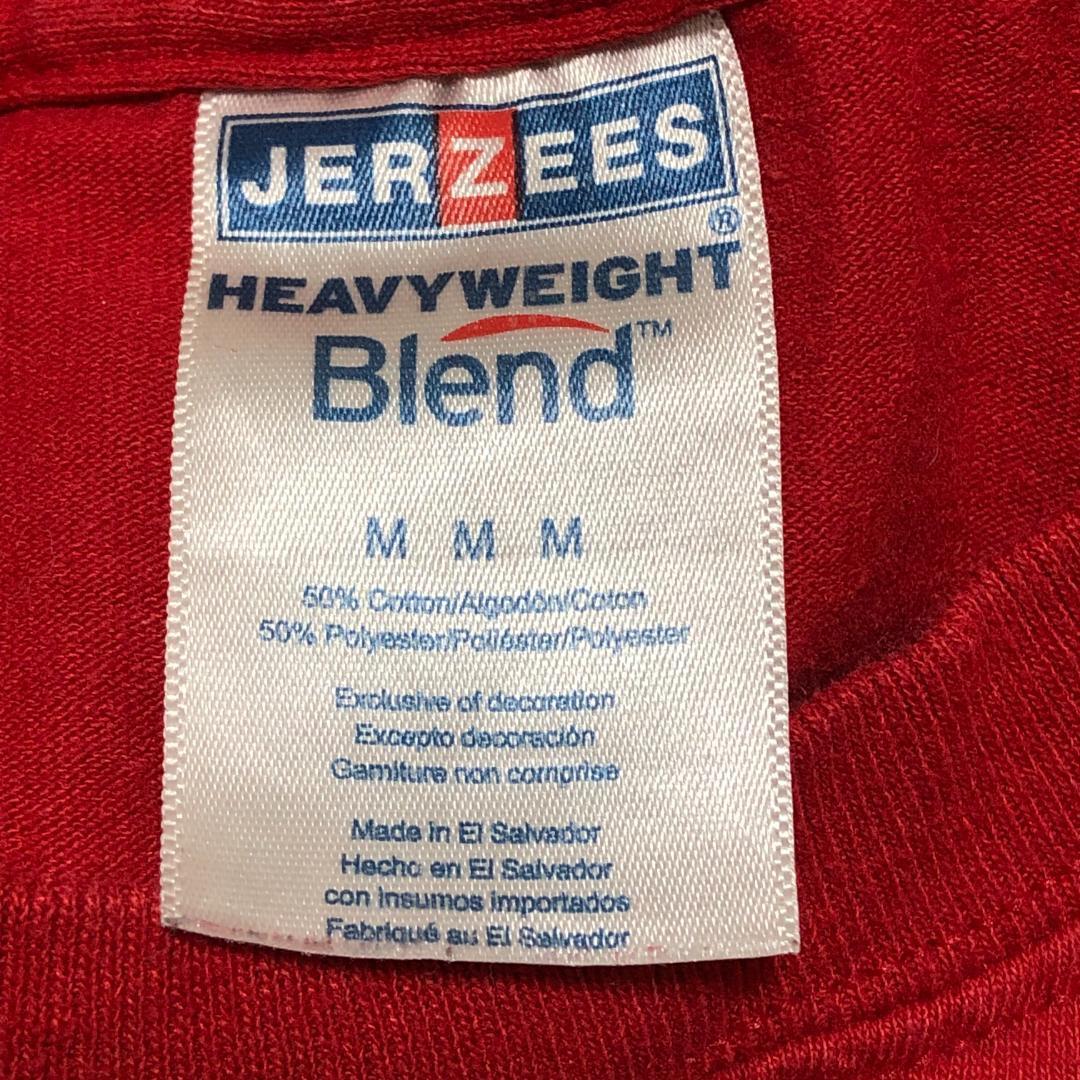 JERZEES
®
HEAVYWEIGHT
Blend™
M M M
50% Cotton/Algodón/Coton
50% Polyester/Poliéster/Polyester
Exclusive of decoration
Excepto decoración
Garniture non comprise
Made in El Salvador
Hecho en El Salvador
con insumos importados
Fabriqué au El Salvador